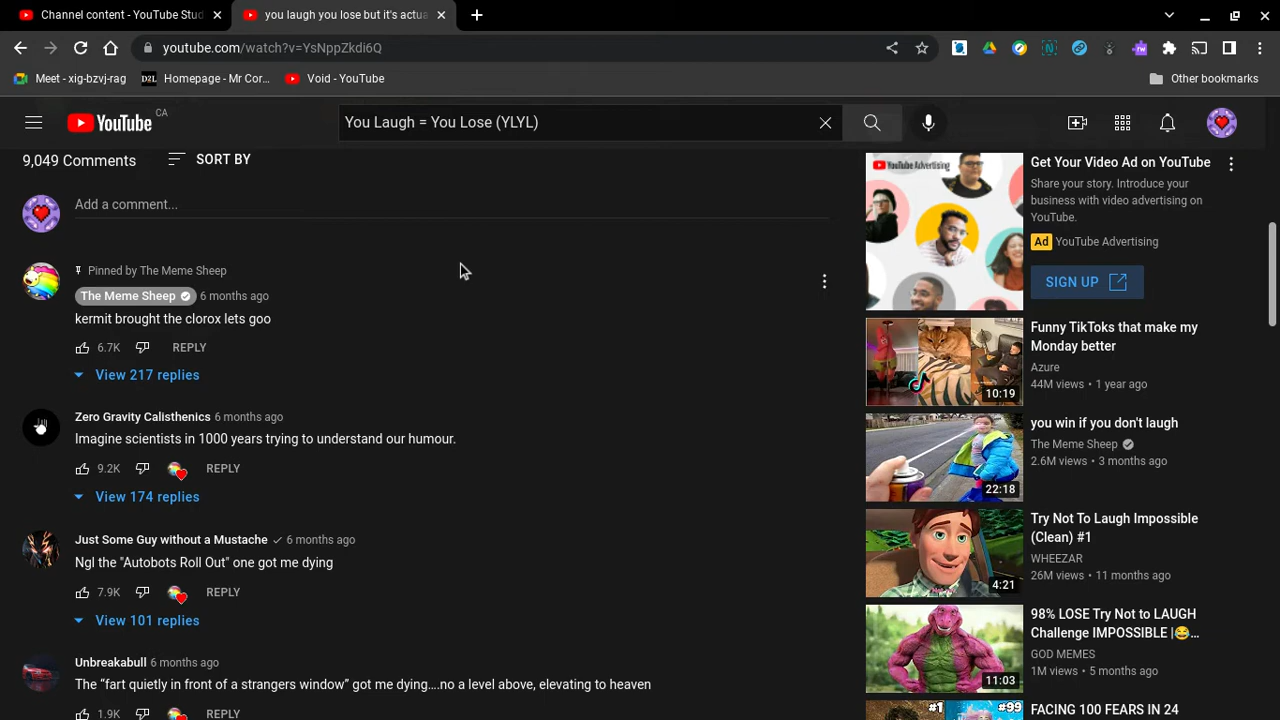 Channel content - YouTube Stud
you laugh you lose but it's actua
youtube.com/watch?v=YsNppZkdi6Q
Meet - xig-bzvj-rag
D2L
Homepage - Mr Cor...
Void - YouTube
Other bookmarks
YouTube
CA
You Laugh = You Lose (YLYL)
9,049 Comments
SORT BY
Add a comment...
Pinned by The Meme Sheep
The Meme Sheep 6 months ago
kermit brought the clorox lets goo
6.7K REPLY
View 217 replies
Zero Gravity Calisthenics 6 months ago
Imagine scientists in 1000 years trying to understand our humour.
9.2K REPLY
View 174 replies
Just Some Guy without a Mustache 6 months ago
Ngl the "Autobots Roll Out" one got me dying
7.9K REPLY
View 101 replies
Unbreakabull 6 months ago
The “fart quietly in front of a strangers window” got me dying....no a level above, elevating to heaven
1.9K REPLY
YouTube Advertising
Get Your Video Ad on YouTube
Share your story. Introduce your
business with video advertising on
YouTube.
Ad YouTube Advertising
SIGN UP
10:19
Funny TikToks that make my
Monday better
Azure
44M views • 1 year ago
22:18
you win if you don't laugh
The Meme Sheep
2.6M views • 3 months ago
4:21
Try Not To Laugh Impossible
(Clean) #1
WHEEZAR
26M views • 11 months ago
11:03
98% LOSE Try Not to LAUGH
Challenge IMPOSSIBLE |😂...
GOD MEMES
1M views • 5 months ago
#1 #99
FACING 100 FEARS IN 24